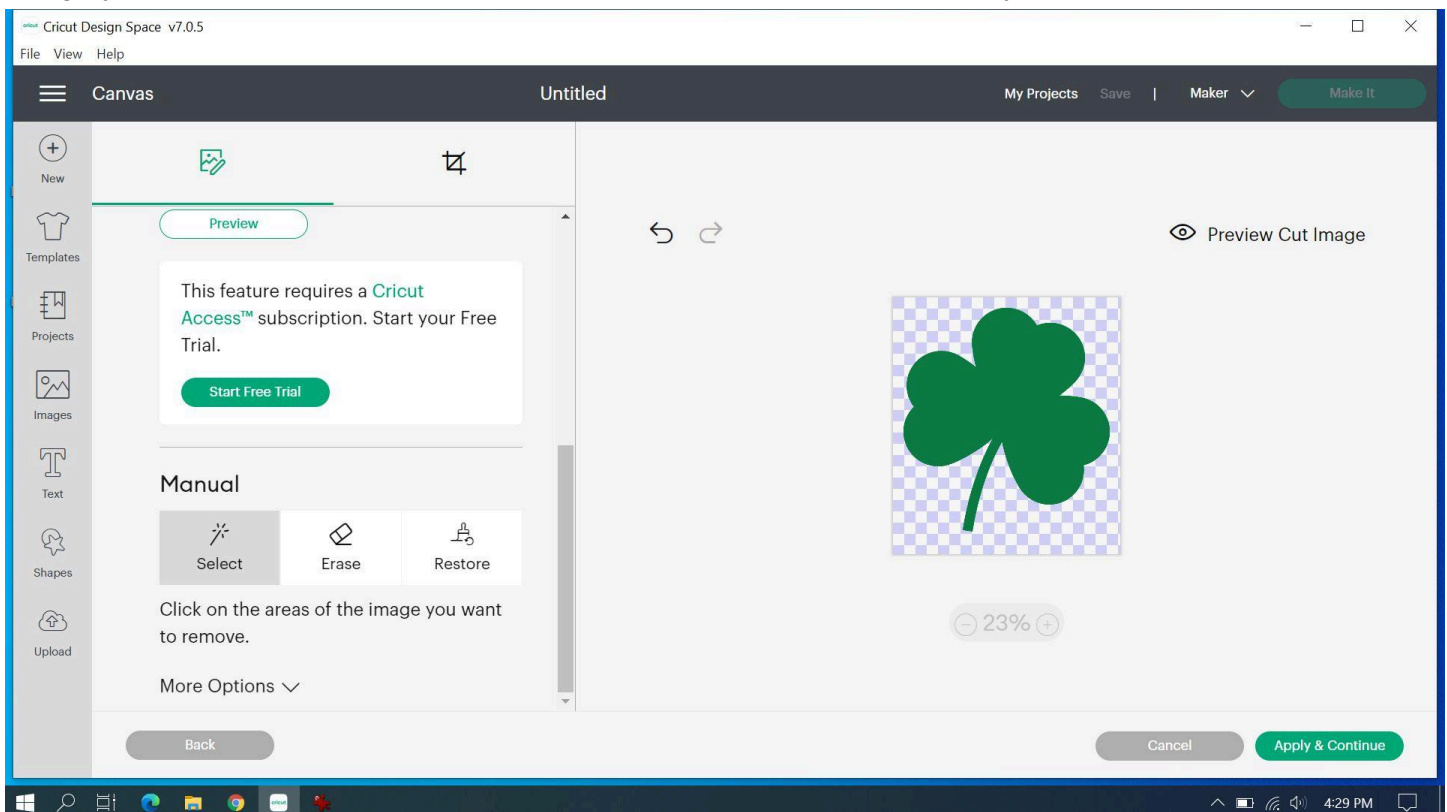 Cricut Design Space v7.0.5
File View Help
Canvas
Untitled
My Projects Save | Maker
Make It
New
Templates
Projects
Images
Text
Shapes
Upload
Preview
This feature requires a Cricut
Access™ subscription. Start your Free
Trial.
Start Free Trial
Manual
Select
Erase
Restore
Click on the areas of the image you want
to remove.
More Options
Back
Preview Cut Image
23%
Cancel
Apply & Continue
4:29 PM